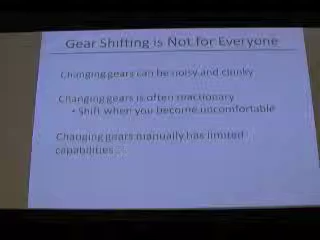 Gear Shifting is Not for Everyone
Changing gears can be noisy and clunky
Changing gears is often reactionary
• Shift when you become uncomfortable
Changing gears manually has limited
capabilities...